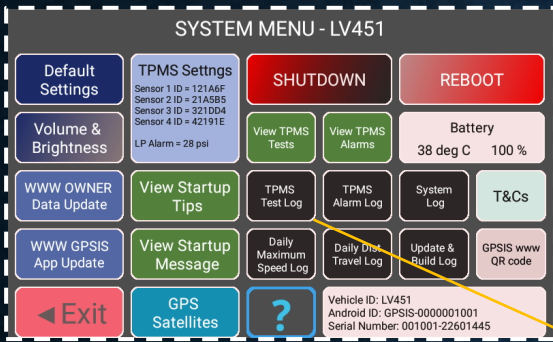 SYSTEM MENU - LV451
Default
Settings
TPMS Settngs
Sensor 1 ID = 121A6F
Sensor 2 ID = 21A5B5
Sensor 3 ID = 321DD4
Sensor 4 ID = 42191E
LP Alarm = 28 psi
SHUTDOWN
REBOOT
Volume &
Brightness
View TPMS
Tests
View TPMS
Alarms
Battery
38 deg C 100 %
WWW OWNER
Data Update
View Startup
Tips
TPMS
Test Log
TPMS
Alarm Log
System
Log
T&Cs
WWW GPSIS
App Update
View Startup
Message
Daily
Maximum
Speed Log
Daily Dist
Travel Log
Update &
Build Log
GPSIS www
QR code
◄Exit
GPS
Satellites
?
Vehicle ID: LV451
Android ID: GPSIS-0000001001
Serial Number: 001001-22601445